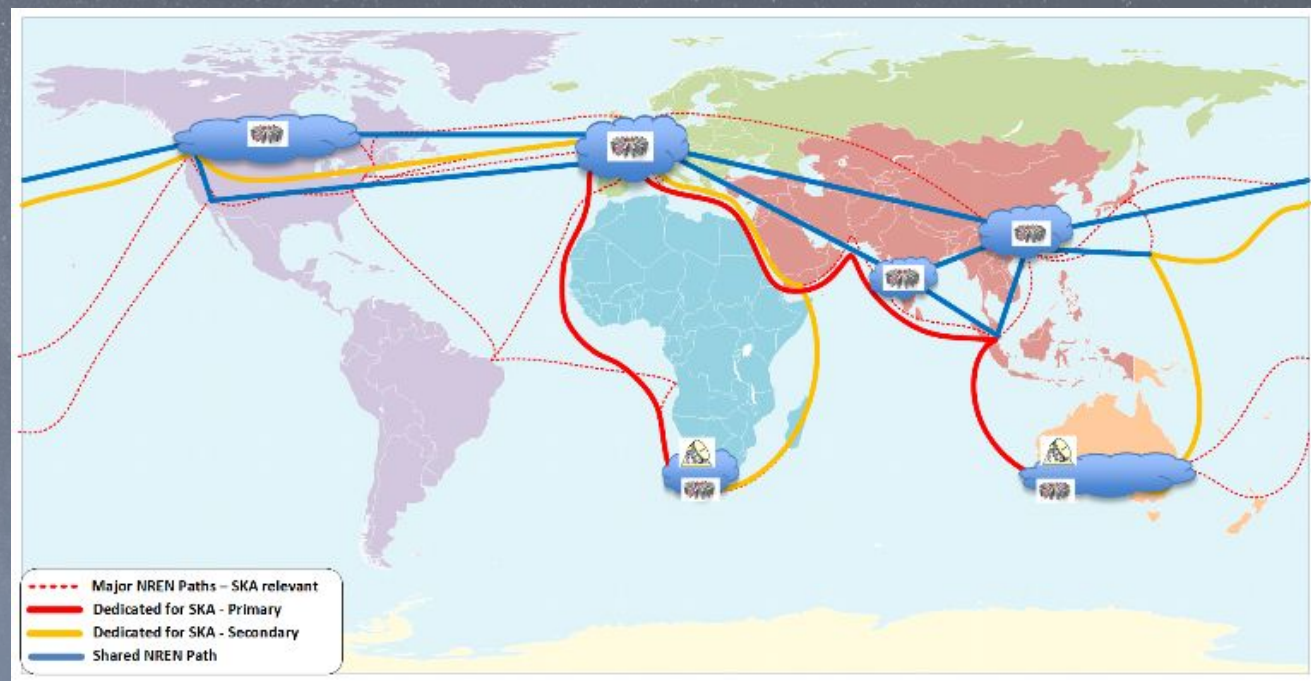 Major NREN Paths – SKA relevant
Dedicated for SKA - Primary
Dedicated for SKA - Secondary
Shared NREN Path